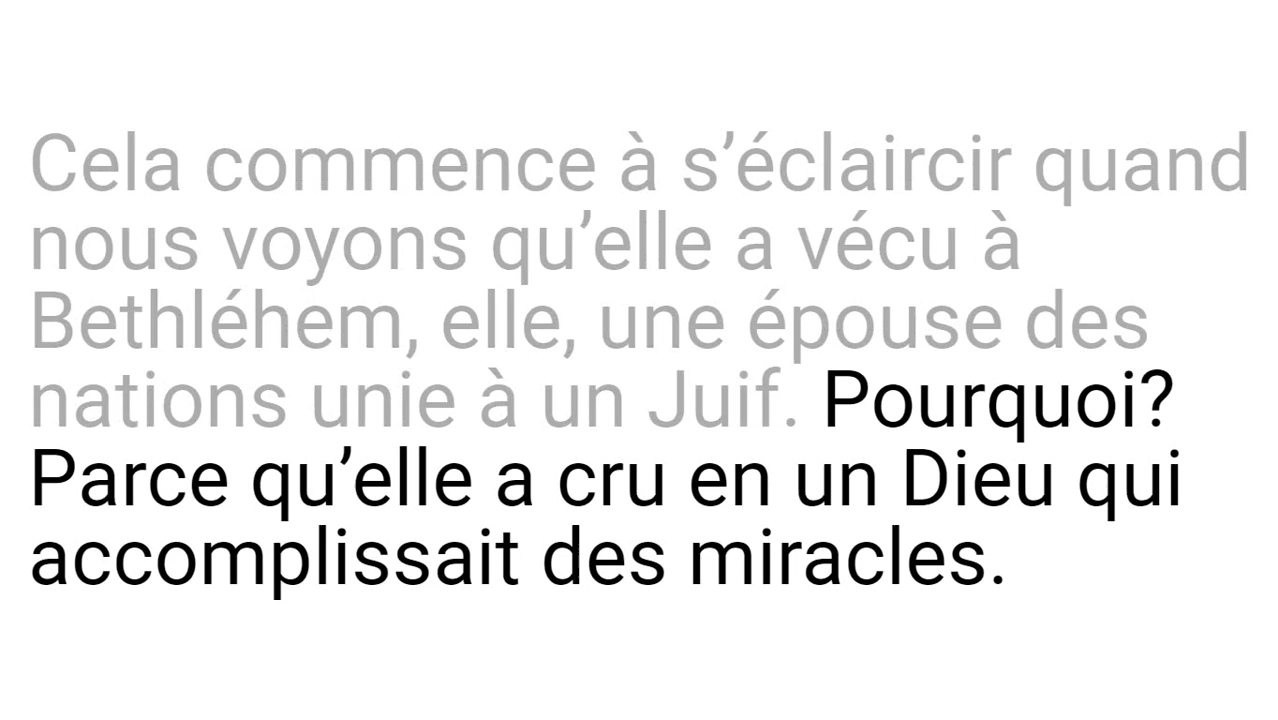 Cela commence à s’éclaircir quand
nous voyons qu’elle a vécu à
Bethléhem, elle, une épouse des
nations unie à un Juif. Pourquoi?
Parce qu’elle a cru en un Dieu qui
accomplissait des miracles.